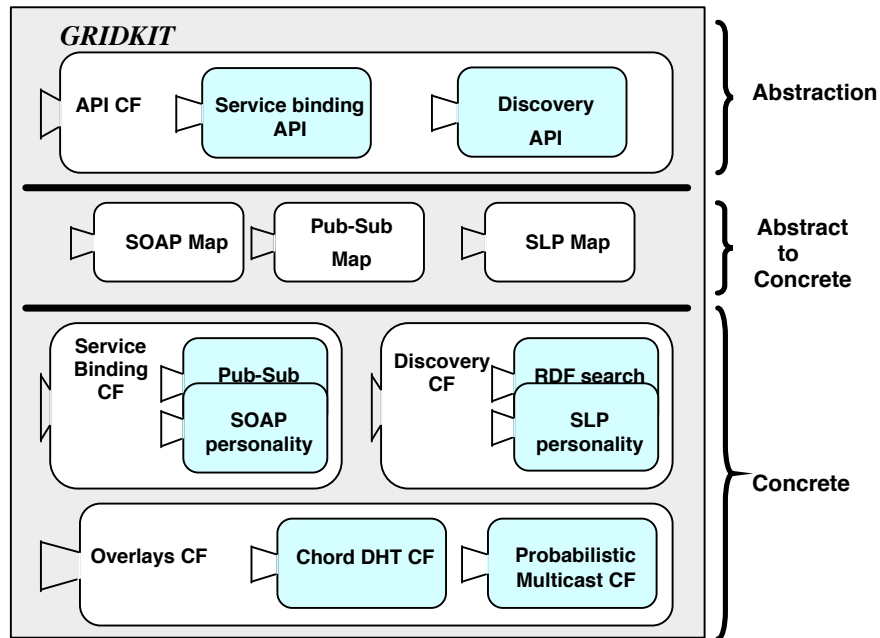 GRIDKIT
API CF
Service binding
API
Discovery
API
Abstraction
SOAP Map
Pub-Sub
Map
SLP Map
Abstract
to
Concrete
Service
Binding
CF
Pub-Sub
SOAP
personality
Discovery
CF
RDF search
SLP
personality
Concrete
Overlays CF
Chord DHT CF
Probabilistic
Multicast CF